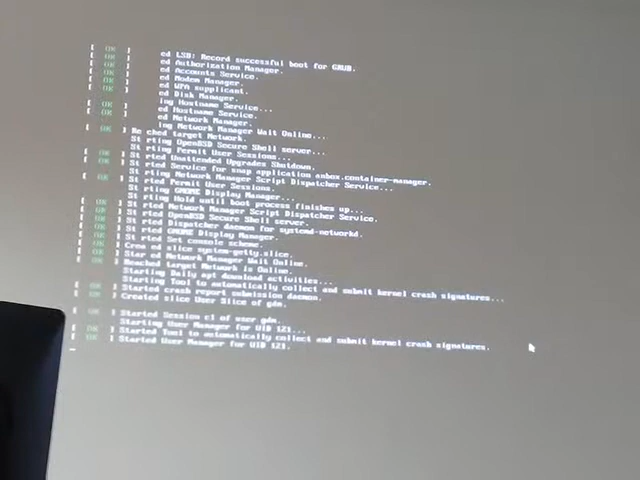 [ OK ] ed LSB: Record successful boot for GRUB.
[ OK ] ed Authorization Manager.
[ OK ] ed Accounts Service.
[ OK ] ed Modem Manager.
[ OK ] ed WPA supplicant.
[ OK ] ed Disk Manager.
ing Hostname Service...
[ OK ] ed Hostname Service.
[ OK ] ed Network Manager.
ing Network Manager Wait Online...
[ OK ] Re ched target Network.
St rting OpenBSD Secure Shell server...
St rting Permit User Sessions...
[ OK ] St rted Unattended Upgrades Shutdown.
[ OK ] St rted Service for snap application anbox.container-manager.
St rting Network Manager Script Dispatcher Service...
[ OK ] St rted Permit User Sessions.
St rting GNOME Display Manager...
St rting Hold until boot process finishes up...
[ OK ] St rted Network Manager Script Dispatcher Service.
[ OK ] St rted OpenBSD Secure Shell server.
[ OK ] St rted Dispatcher daemon for systemd-networkd.
[ OK ] St rted GNOME Display Manager.
[ OK ] St rted Set console scheme.
[ OK ] Crea ed slice system-getty.slice.
[ OK ] Star ed Network Manager Wait Online.
[ OK ] Reached target Network is Online.
Starting Daily apt download activities...
Starting Tool to automatically collect and submit kernel crash signatures...
[ OK ] Started crash report submission daemon.
[ OK ] Created slice User Slice of gdm.
[ OK ] Started Session c1 of user gdm.
Starting User Manager for UID 121...
[ OK ] Started Tool to automatically collect and submit kernel crash signatures.
[ OK ] Started User Manager for UID 121.